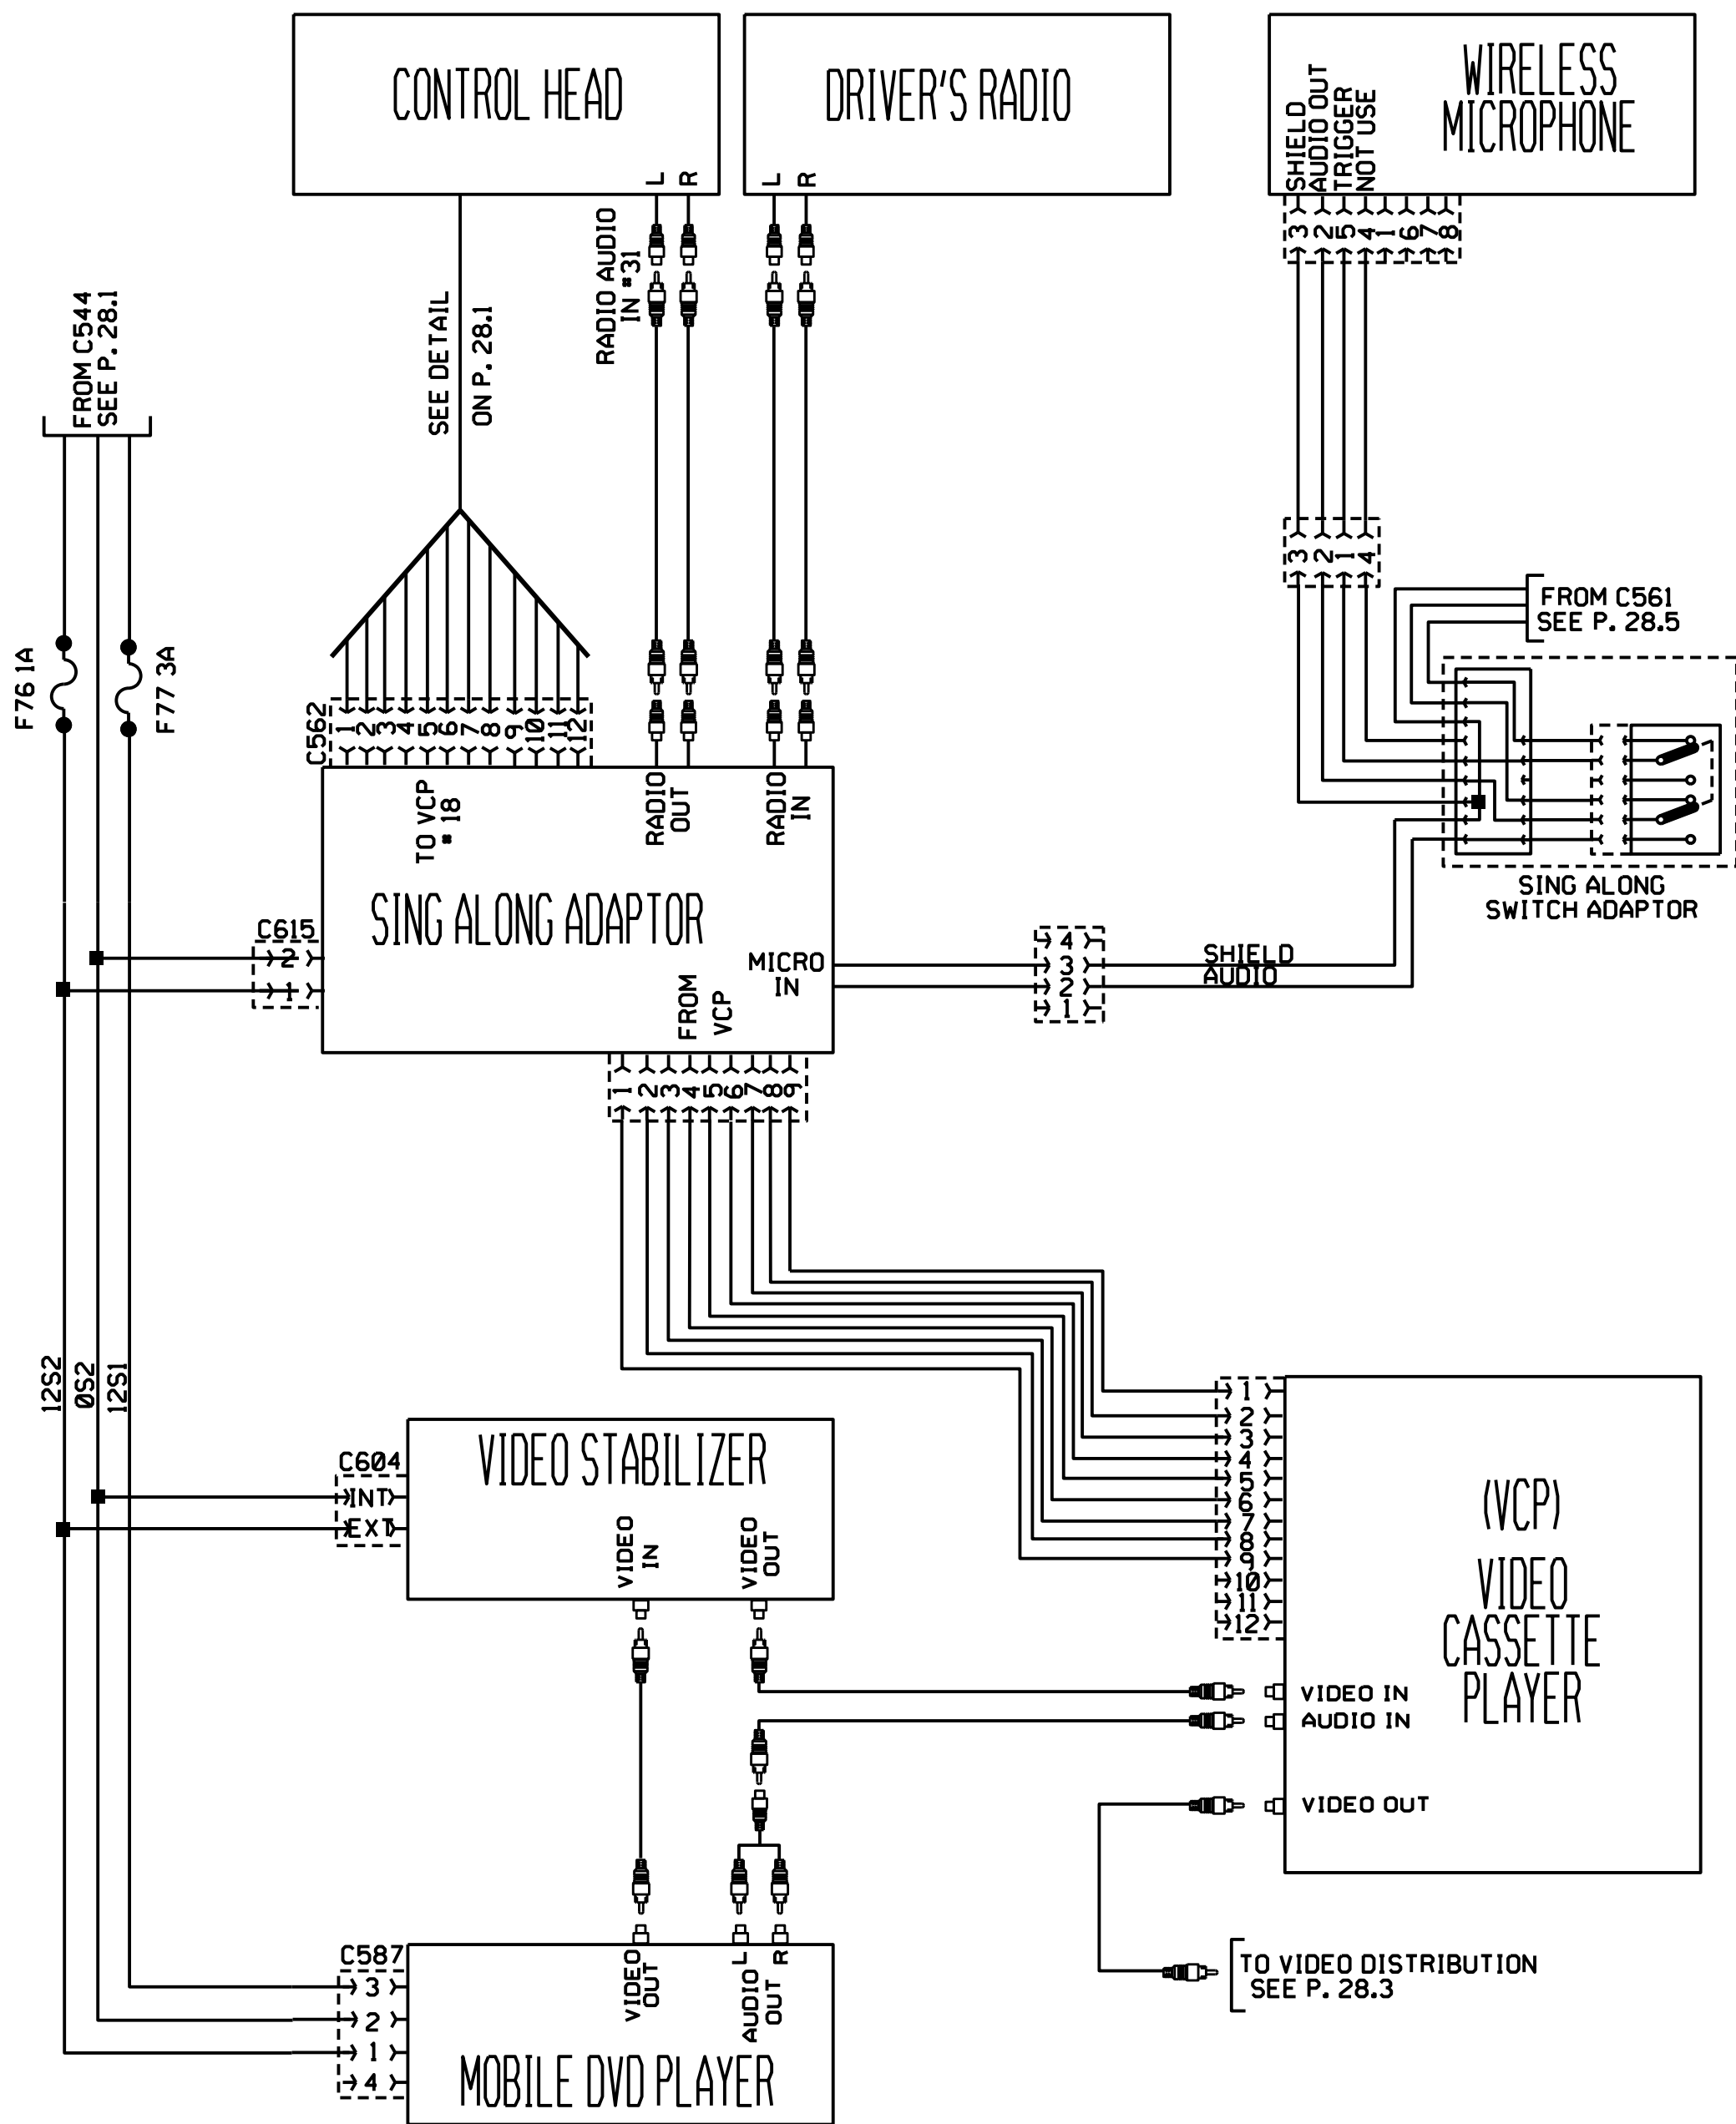 CONTROL HEAD
L
R
DRIVER'S RADIO
L
R
WIRELESS
MICROPHONE
SHIELD
AUDIO OUT
TRIGGER
NOT USE
3 2 5 4 1 6 7 8
RADIO AUDIO
IN #31
SEE DETAIL
ON P. 28.1
FROM C544
SEE P. 28.1
3 2 1 4
FROM C561
SEE P. 28.5
F76 1A
F77 3A
C562
1 2 3 4 5 6 7 8 9 10 11 12
TO VCP
# 18
RADIO
OUT
RADIO
IN
SING ALONG ADAPTOR
SING ALONG
SWITCH ADAPTOR
C615
2
1
MICRO
IN
FROM
VCP
4
3
2
1
SHIELD
AUDIO
1 2 3 4 5 6 7 8 9
12S2
0S2
12S1
C604
INT
EXT
VIDEO STABILIZER
VIDEO
IN
VIDEO
OUT
1
2
3
4
5
6
7
8
9
10
11
12
(VCP)
VIDEO
CASSETTE
PLAYER
VIDEO IN
AUDIO IN
VIDEO OUT
TO VIDEO DISTRIBUTION
SEE P. 28.3
C587
3
2
1
4
VIDEO
OUT
L
R
AUDIO
OUT
MOBILE DVD PLAYER